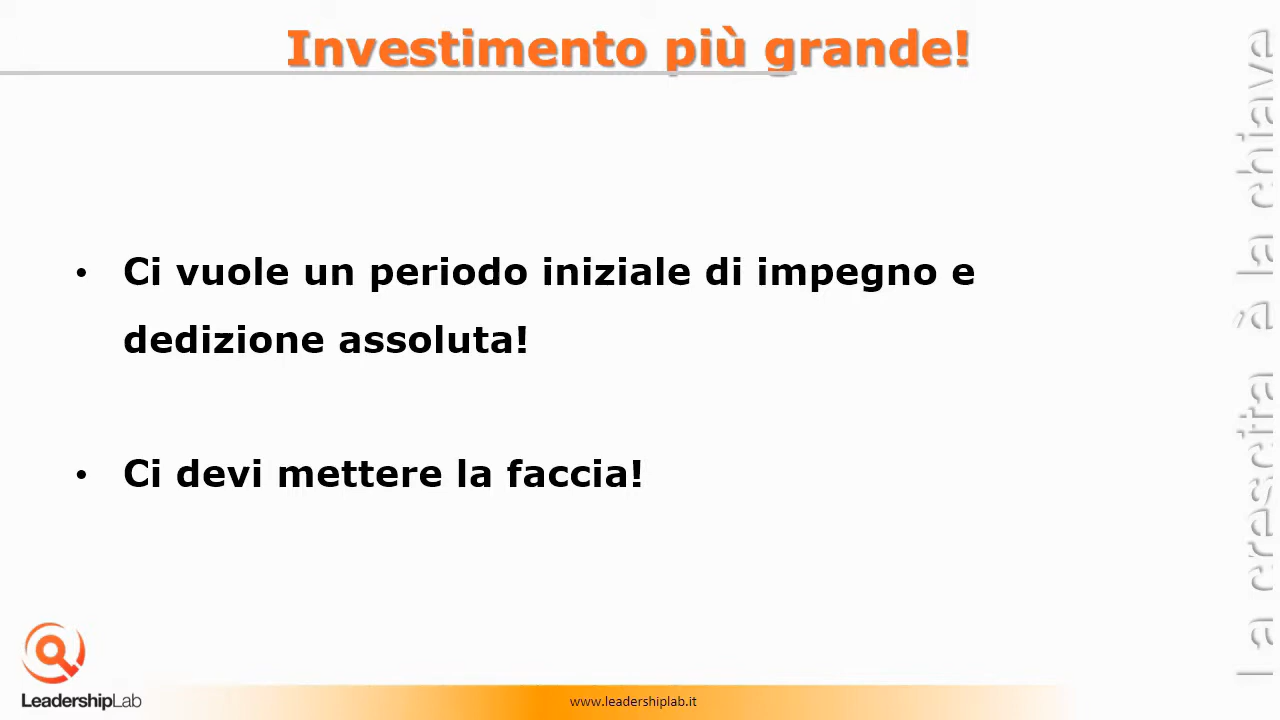 Investimento più grande!
• Ci vuole un periodo iniziale di impegno e
dedizione assoluta!
• Ci devi mettere la faccia!
La crescita è la chiave
LeadershipLab
www.leadershiplab.it